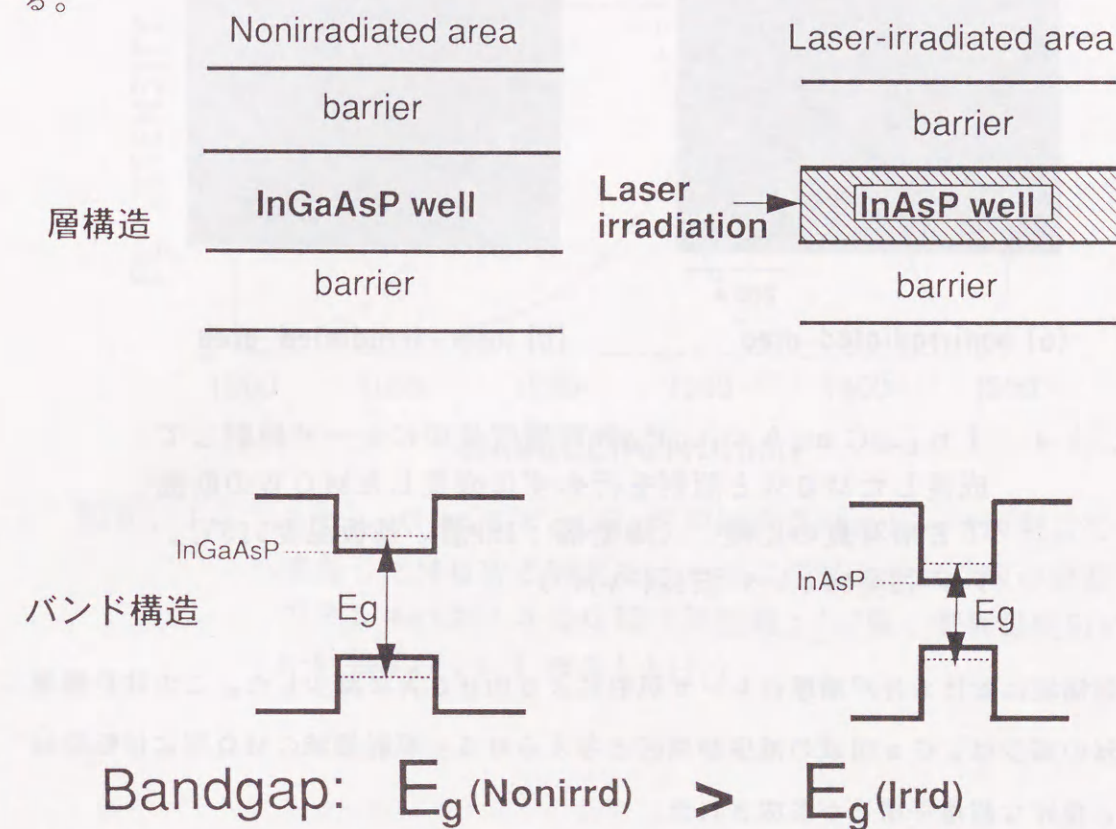 る。
Nonirradiated area
Laser-irradiated area
barrier
barrier
層構造
InGaAsP well
Laser
irradiation
InAsP well
barrier
barrier
バンド構造
InGaAsP
Eg
InAsP
Eg
Bandgap: Eg (Nonirrd) > Eg (Irrd)